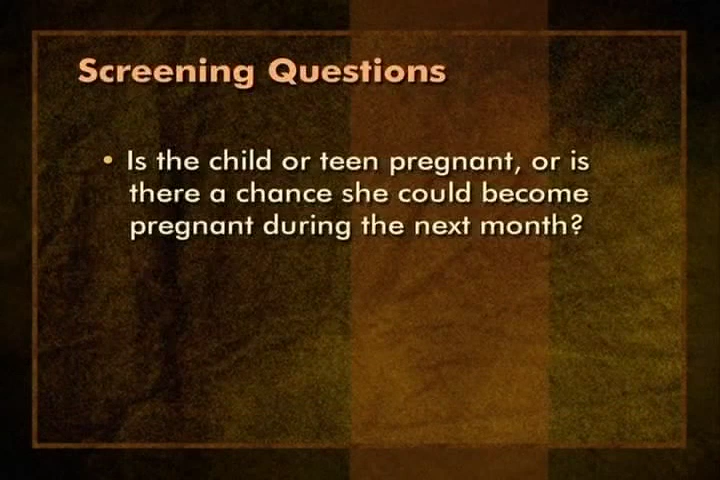 Screening Questions
• Is the child or teen pregnant, or is
there a chance she could become
pregnant during the next month?